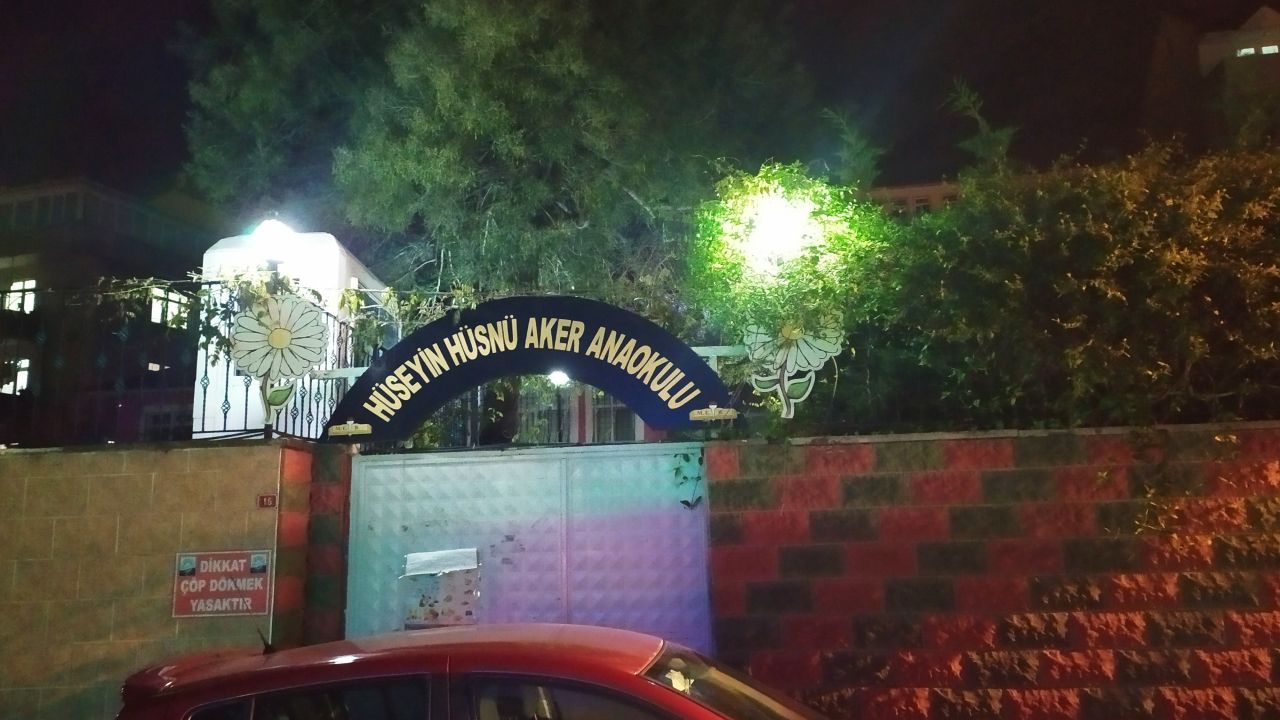 HÜSEYİN HÜSNÜ AKER ANAOKULU
M.E.B
16
DİKKAT
ÇÖP DÖKMEK
YASAKTIR